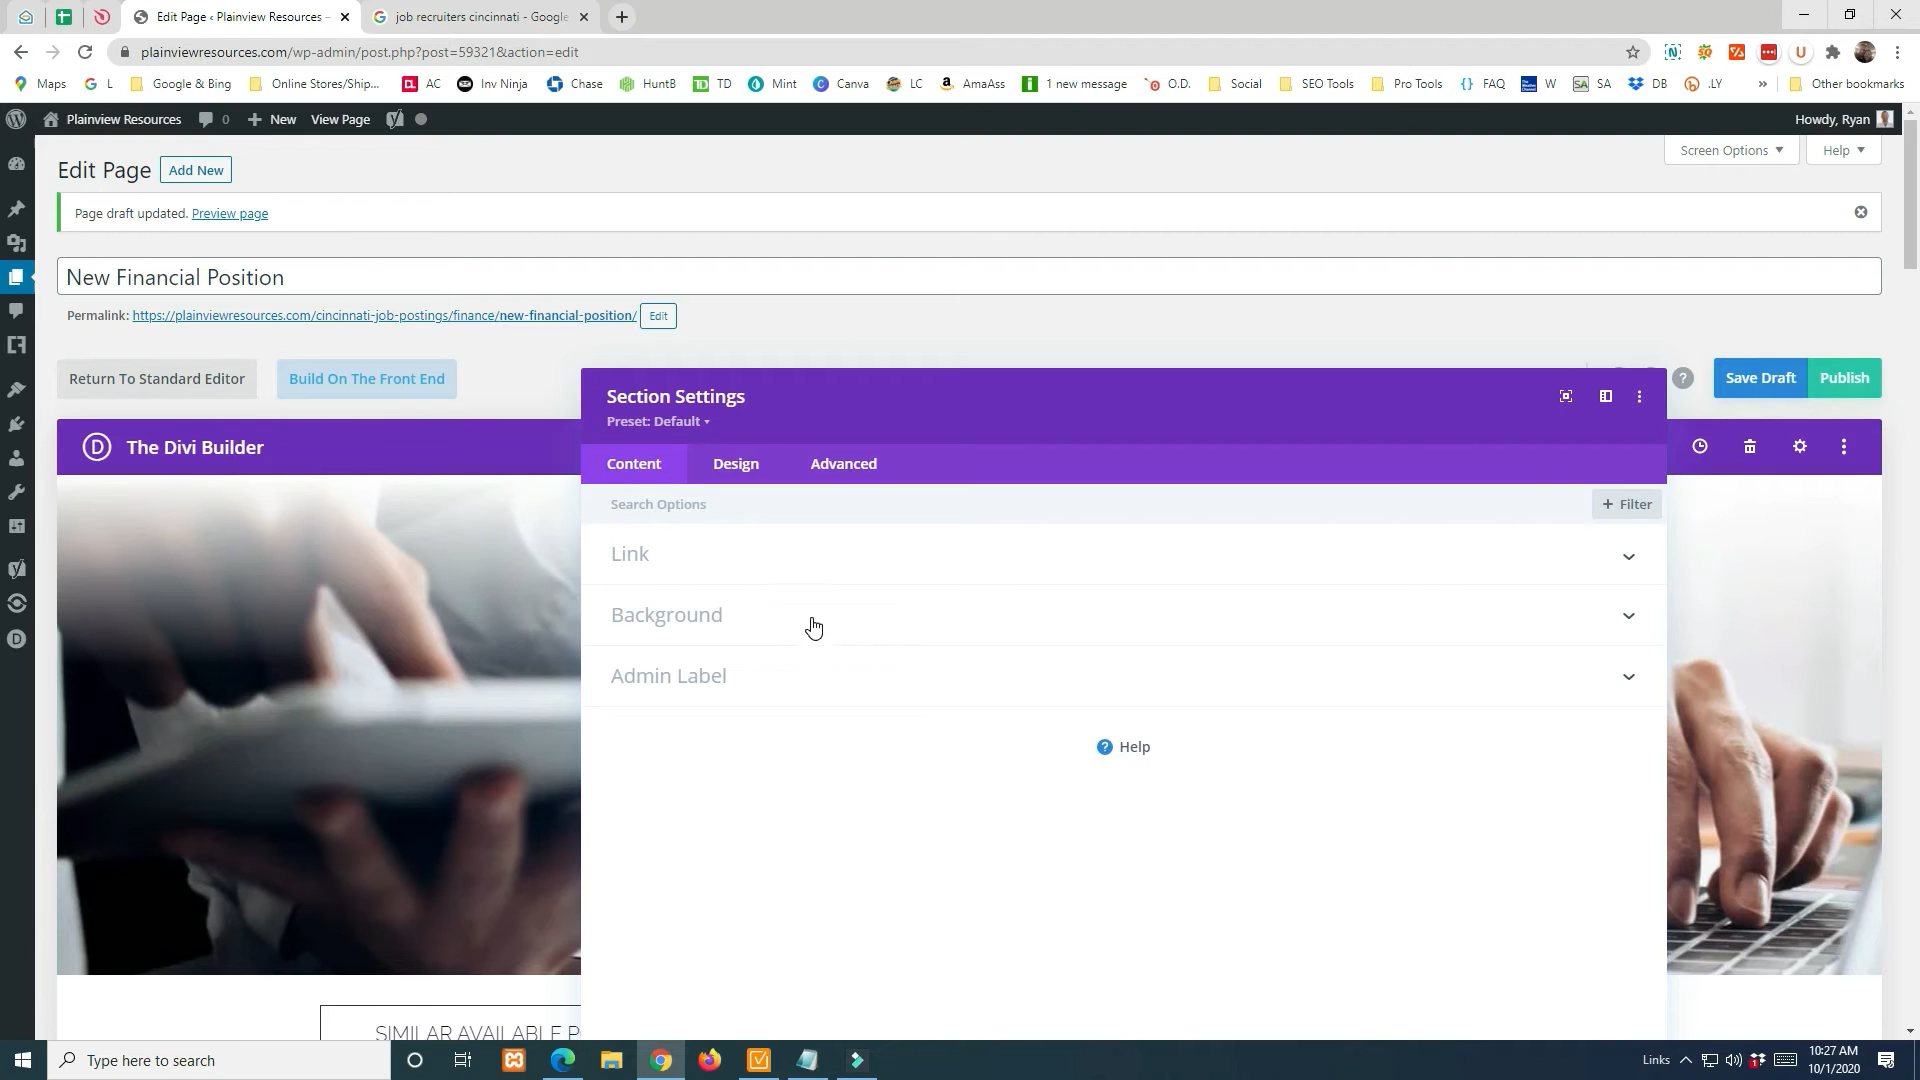 Edit Page ‹ Plainview Resources –
job recruiters cincinnati - Google
plainviewresources.com/wp-admin/post.php?post=59321&action=edit
Maps
L
Google & Bing
Online Stores/Ship...
AC
Inv Ninja
Chase
HuntB
TD
Mint
Canva
LC
AmaAss
1 new message
O.D.
Social
SEO Tools
Pro Tools
FAQ
W
SA
DB
.LY
»
Other bookmarks
Plainview Resources
0
New
View Page
Howdy, Ryan
Edit Page
Add New
Screen Options
Help
Page draft updated. Preview page
New Financial Position
Permalink: https://plainviewresources.com/cincinnati-job-postings/finance/new-financial-position/
Edit
Return To Standard Editor
Build On The Front End
?
Save Draft
Publish
Section Settings
Preset: Default
D The Divi Builder
Content
Design
Advanced
Search Options
+ Filter
Link
Background
Admin Label
? Help
SIMILAR AVAILABLE P
Type here to search
Links
10:27 AM
10/1/2020